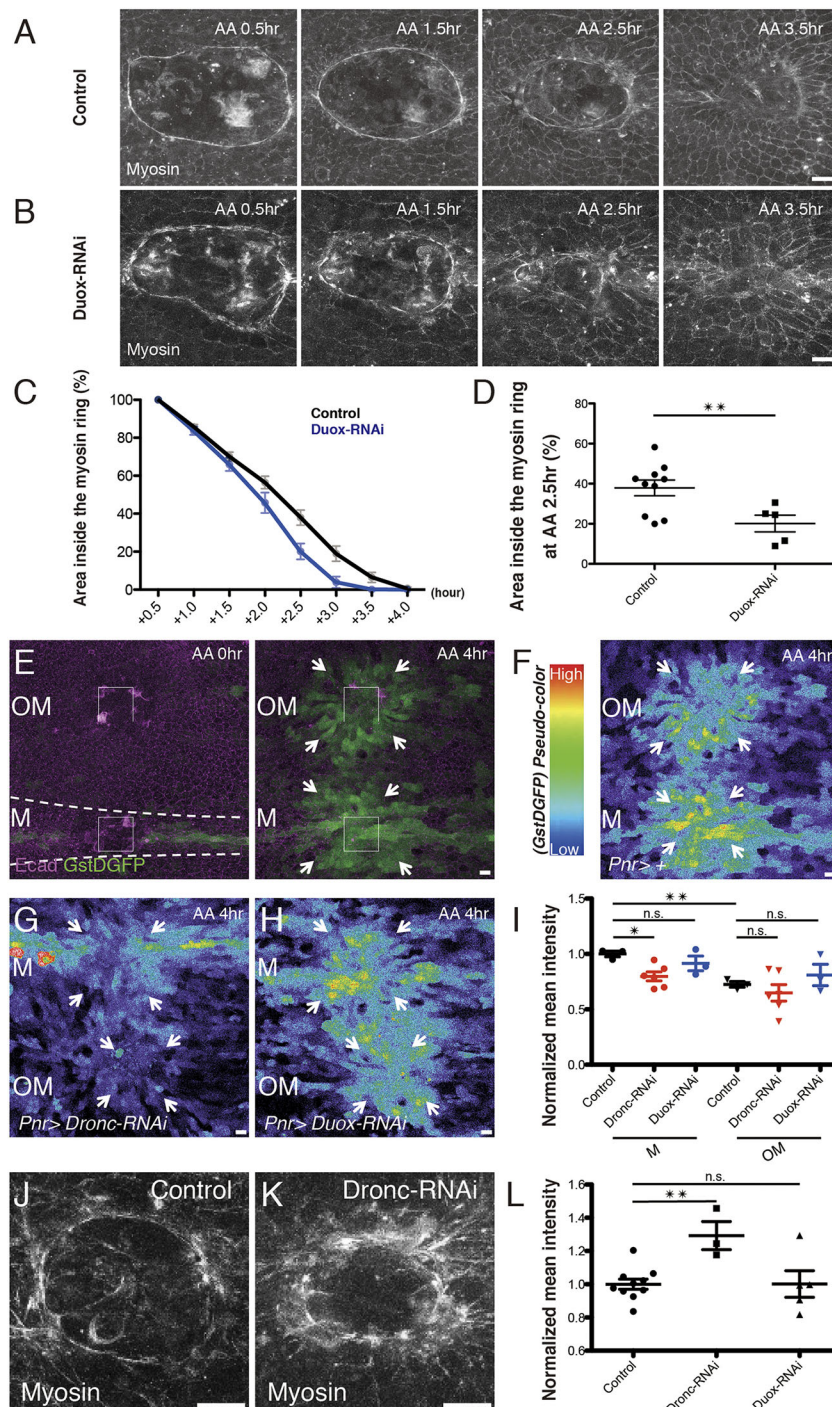 A
Control
AA 0.5hr
AA 1.5hr
AA 2.5hr
AA 3.5hr
Myosin
B
Duox-RNAi
AA 0.5hr
AA 1.5hr
AA 2.5hr
AA 3.5hr
Myosin
C
Area inside the myosin ring (%)
100
80
60
40
20
0
Control
Duox-RNAi
+0.5
+1.0
+1.5
+2.0
+2.5
+3.0
+3.5
+4.0
(hour)
D
Area inside the myosin ring
at AA 2.5hr (%)
80
60
40
20
0
**
Control
Duox-RNAi
E
AA 0hr
OM
M
Ecad GstDGFP
AA 4hr
OM
M
F
High
(GstDGFP) Pseudo-color
Low
AA 4hr
OM
M
Pnr> +
G
AA 4hr
M
OM
Pnr> Dronc-RNAi
H
AA 4hr
M
OM
Pnr> Duox-RNAi
I
Normalized mean intensity
1.5
1.0
0.5
0.0
**
n.s.
n.s.
*
n.s.
Control
Dronc-RNAi
Duox-RNAi
Control
Dronc-RNAi
Duox-RNAi
M
OM
J
Control
Myosin
K
Dronc-RNAi
Myosin
L
Normalized mean intensity
1.6
1.4
1.2
1.0
0.8
0.6
n.s.
**
Control
Dronc-RNAi
Duox-RNAi